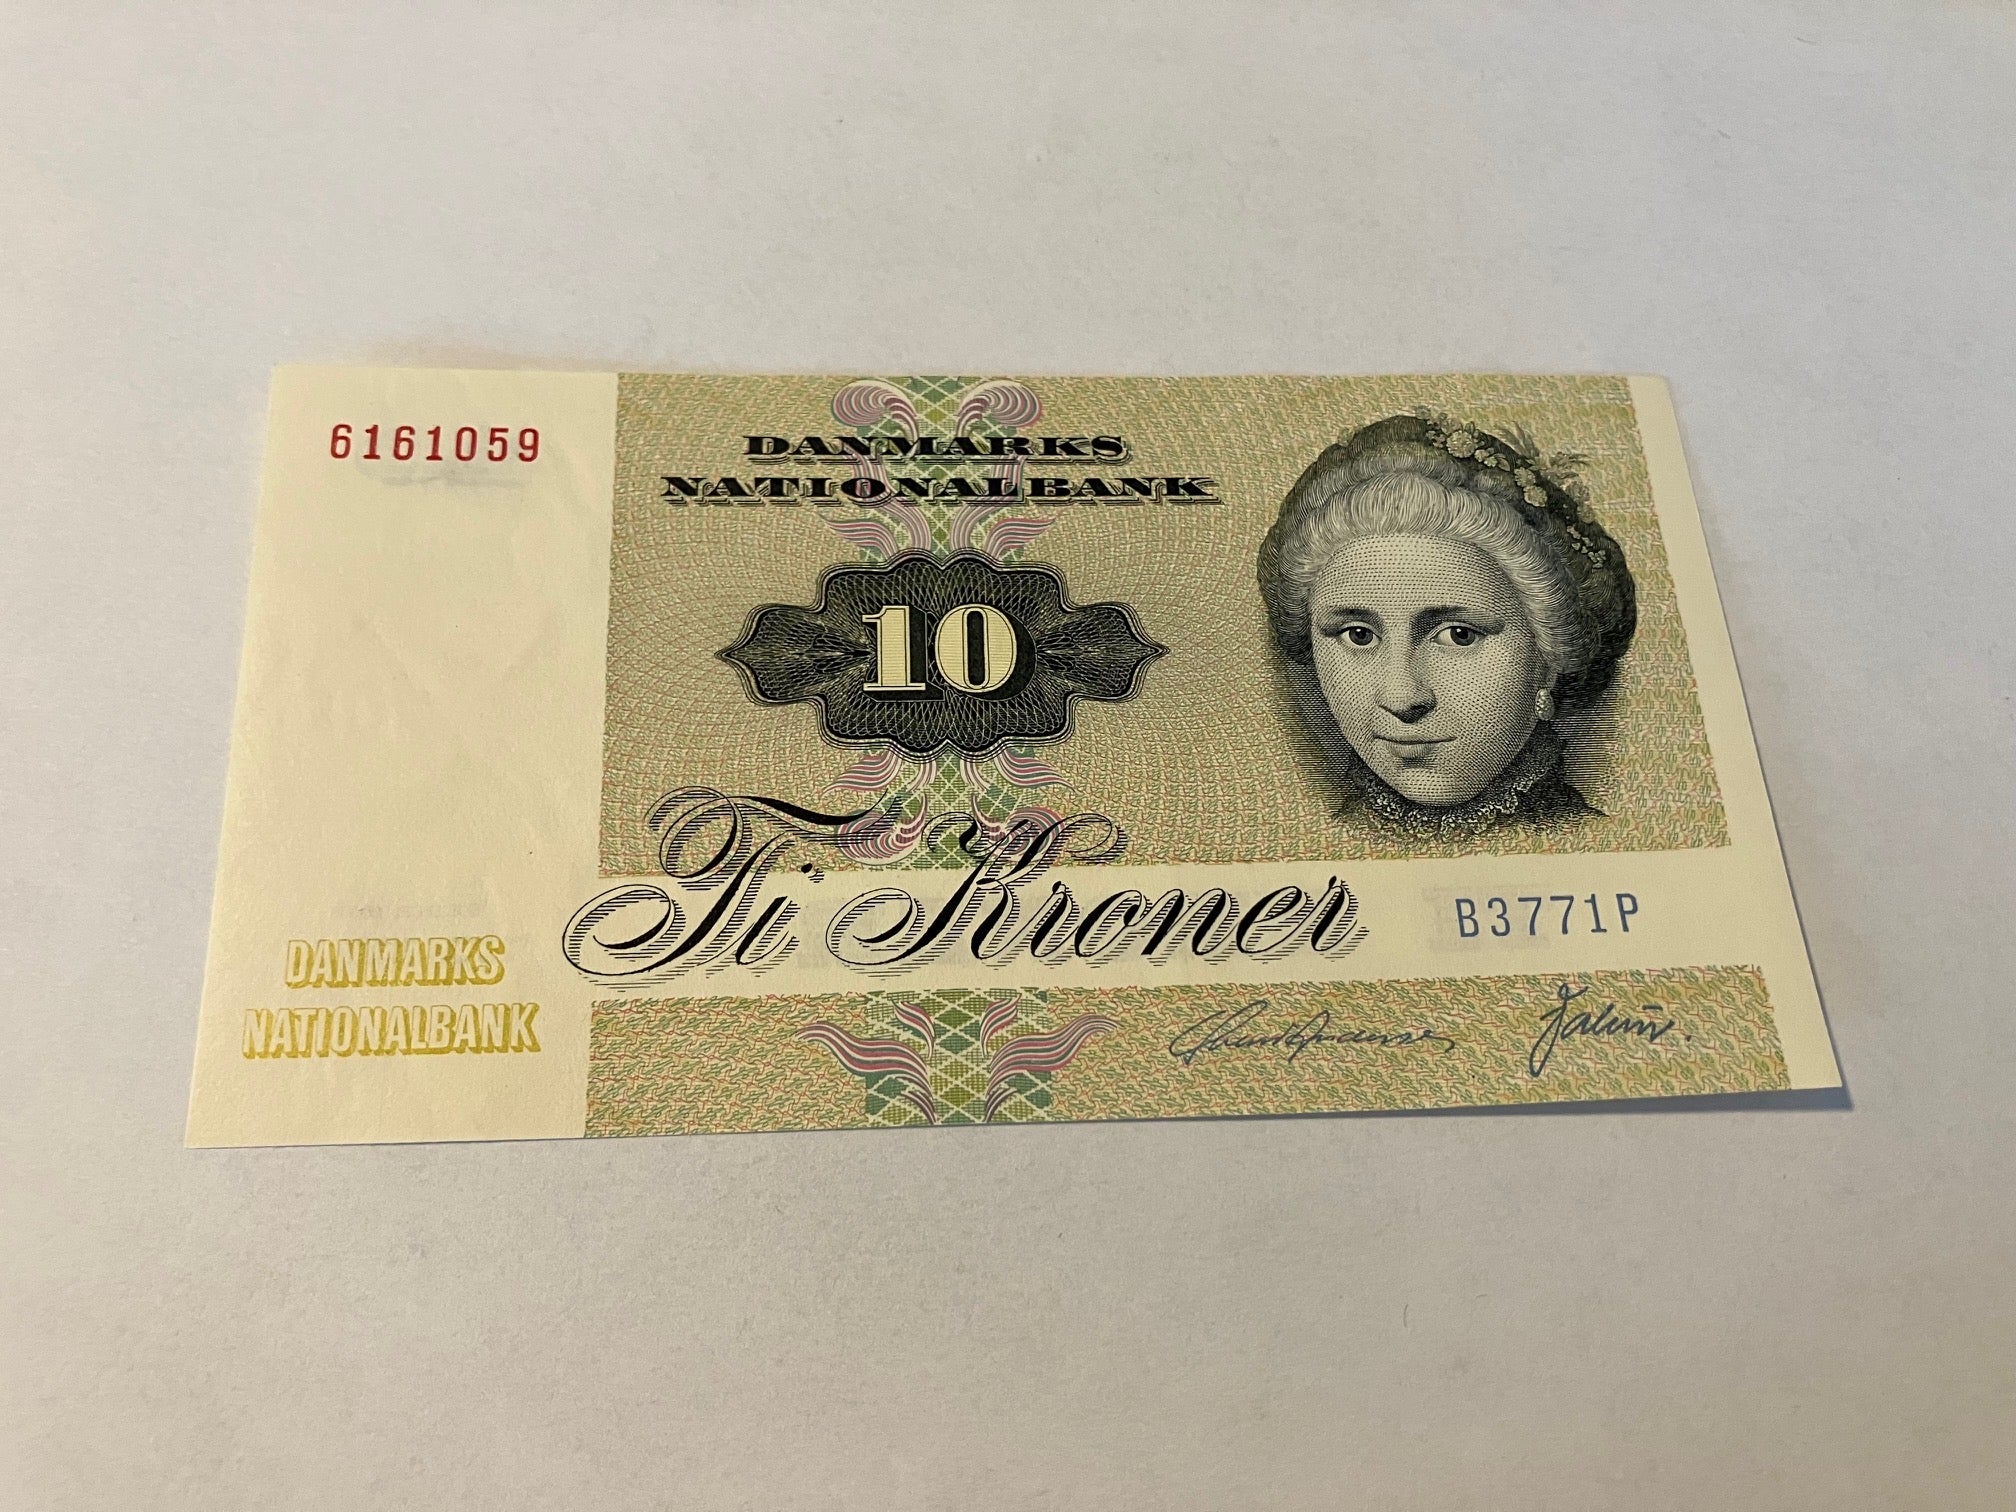 6161059
DANMARKS
NATIONALBANK
10
Ti Kroner
B3771P
DANMARKS
NATIONALBANK